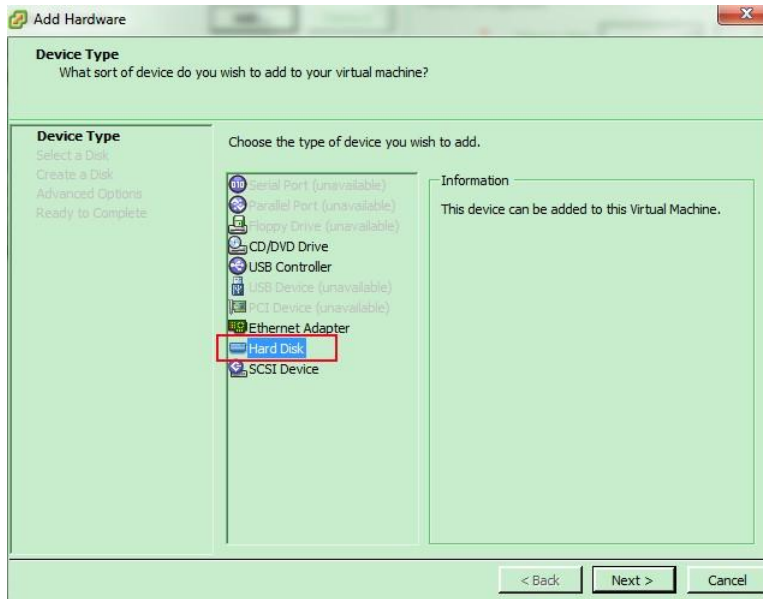 Add Hardware
Device Type
What sort of device do you wish to add to your virtual machine?
Device Type
Select a Disk
Create a Disk
Advanced Options
Ready to Complete
Choose the type of device you wish to add.
Serial Port (unavailable)
Parallel Port (unavailable)
Floppy Drive (unavailable)
CD/DVD Drive
USB Controller
USB Device (unavailable)
PCI Device (unavailable)
Ethernet Adapter
Hard Disk
SCSI Device
Information
This device can be added to this Virtual Machine.
< Back
Next >
Cancel